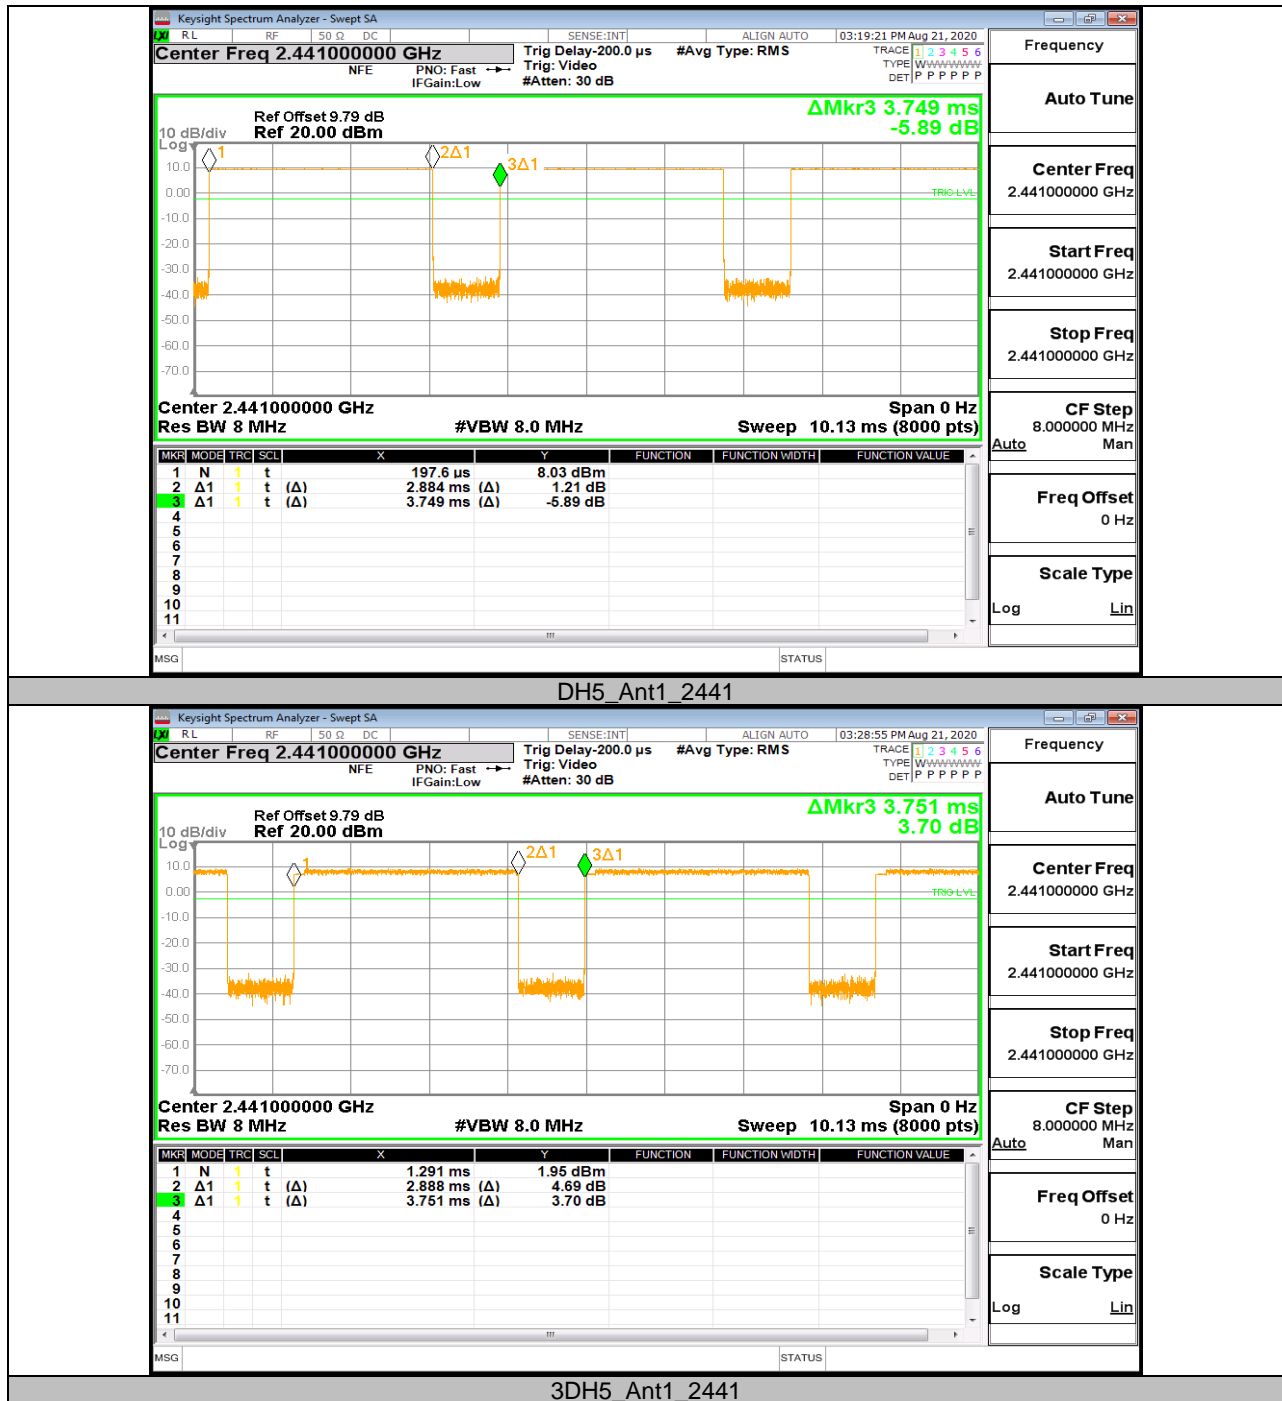 Keysight Spectrum Analyzer - Swept SA
LXI RL RF 50 Ω DC SENSE:INT ALIGN AUTO 03:19:21 PM Aug 21, 2020
Center Freq 2.441000000 GHz
NFE PNO: Fast
IFGain:Low
Trig Delay-200.0 µs
Trig: Video
#Atten: 30 dB
#Avg Type: RMS
TRACE 1 2 3 4 5 6
TYPE WWWWWW
DET P P P P P P
ΔMkr3 3.749 ms
-5.89 dB
Ref Offset 9.79 dB
10 dB/div Ref 20.00 dBm
Log
1
2Δ1
3Δ1
10.0
0.00
TRIG LVL
-10.0
-20.0
-30.0
-40.0
-50.0
-60.0
-70.0
Center 2.441000000 GHz Span 0 Hz
Res BW 8 MHz #VBW 8.0 MHz Sweep 10.13 ms (8000 pts)
MKR MODE TRC SCL X Y FUNCTION FUNCTION WIDTH FUNCTION VALUE
1 N 1 t 197.6 µs 8.03 dBm
2 Δ1 1 t (Δ) 2.884 ms (Δ) 1.21 dB
3 Δ1 1 t (Δ) 3.749 ms (Δ) -5.89 dB
4
5
6
7
8
9
10
11
MSG STATUS
Frequency
Auto Tune
Center Freq
2.441000000 GHz
Start Freq
2.441000000 GHz
Stop Freq
2.441000000 GHz
CF Step
8.000000 MHz
Auto Man
Freq Offset
0 Hz
Scale Type
Log Lin
DH5_Ant1_2441
Keysight Spectrum Analyzer - Swept SA
LXI RL RF 50 Ω DC SENSE:INT ALIGN AUTO 03:28:55 PM Aug 21, 2020
Center Freq 2.441000000 GHz
NFE PNO: Fast
IFGain:Low
Trig Delay-200.0 µs
Trig: Video
#Atten: 30 dB
#Avg Type: RMS
TRACE 1 2 3 4 5 6
TYPE WWWWWW
DET P P P P P P
ΔMkr3 3.751 ms
3.70 dB
Ref Offset 9.79 dB
10 dB/div Ref 20.00 dBm
Log
1
2Δ1
3Δ1
10.0
0.00
TRIG LVL
-10.0
-20.0
-30.0
-40.0
-50.0
-60.0
-70.0
Center 2.441000000 GHz Span 0 Hz
Res BW 8 MHz #VBW 8.0 MHz Sweep 10.13 ms (8000 pts)
MKR MODE TRC SCL X Y FUNCTION FUNCTION WIDTH FUNCTION VALUE
1 N 1 t 1.291 ms 1.95 dBm
2 Δ1 1 t (Δ) 2.888 ms (Δ) 4.69 dB
3 Δ1 1 t (Δ) 3.751 ms (Δ) 3.70 dB
4
5
6
7
8
9
10
11
MSG STATUS
Frequency
Auto Tune
Center Freq
2.441000000 GHz
Start Freq
2.441000000 GHz
Stop Freq
2.441000000 GHz
CF Step
8.000000 MHz
Auto Man
Freq Offset
0 Hz
Scale Type
Log Lin
3DH5_Ant1_2441